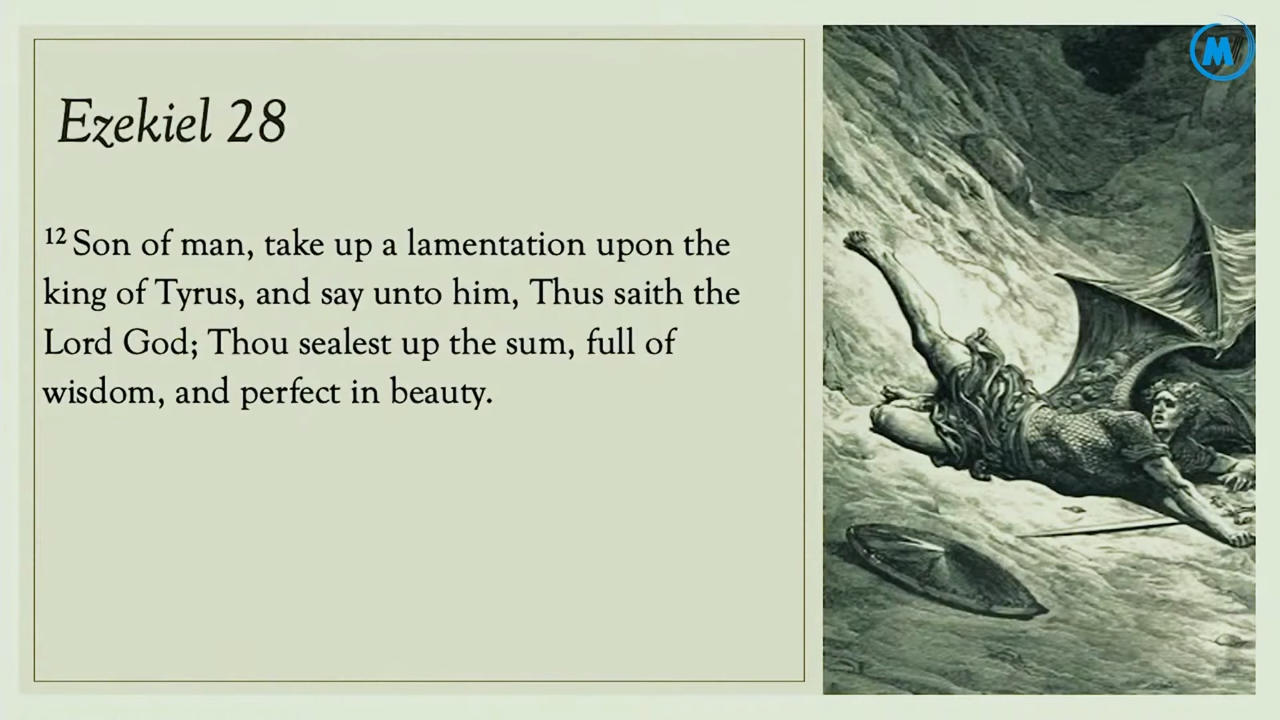 Ezekiel 28
¹² Son of man, take up a lamentation upon the
king of Tyrus, and say unto him, Thus saith the
Lord God; Thou sealest up the sum, full of
wisdom, and perfect in beauty.
M